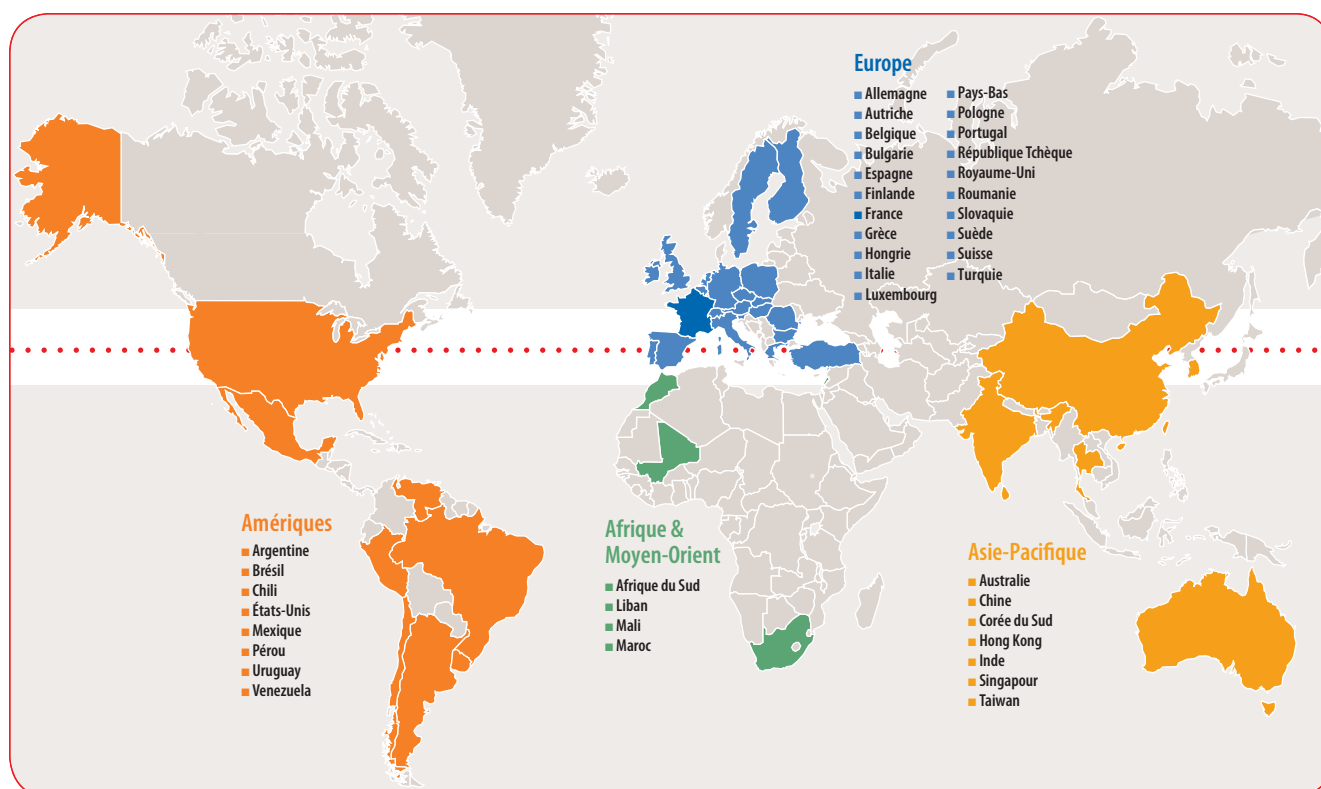 Europe
Allemagne
Autriche
Belgique
Bulgarie
Espagne
Finlande
France
Grèce
Hongrie
Italie
Luxembourg
Pays-Bas
Pologne
Portugal
République Tchèque
Royaume-Uni
Roumanie
Slovaquie
Suède
Suisse
Turquie
Amériques
Argentine
Brésil
Chili
États-Unis
Mexique
Pérou
Uruguay
Venezuela
Afrique &
Moyen-Orient
Afrique du Sud
Liban
Mali
Maroc
Asie-Pacifique
Australie
Chine
Corée du Sud
Hong Kong
Inde
Singapour
Taiwan